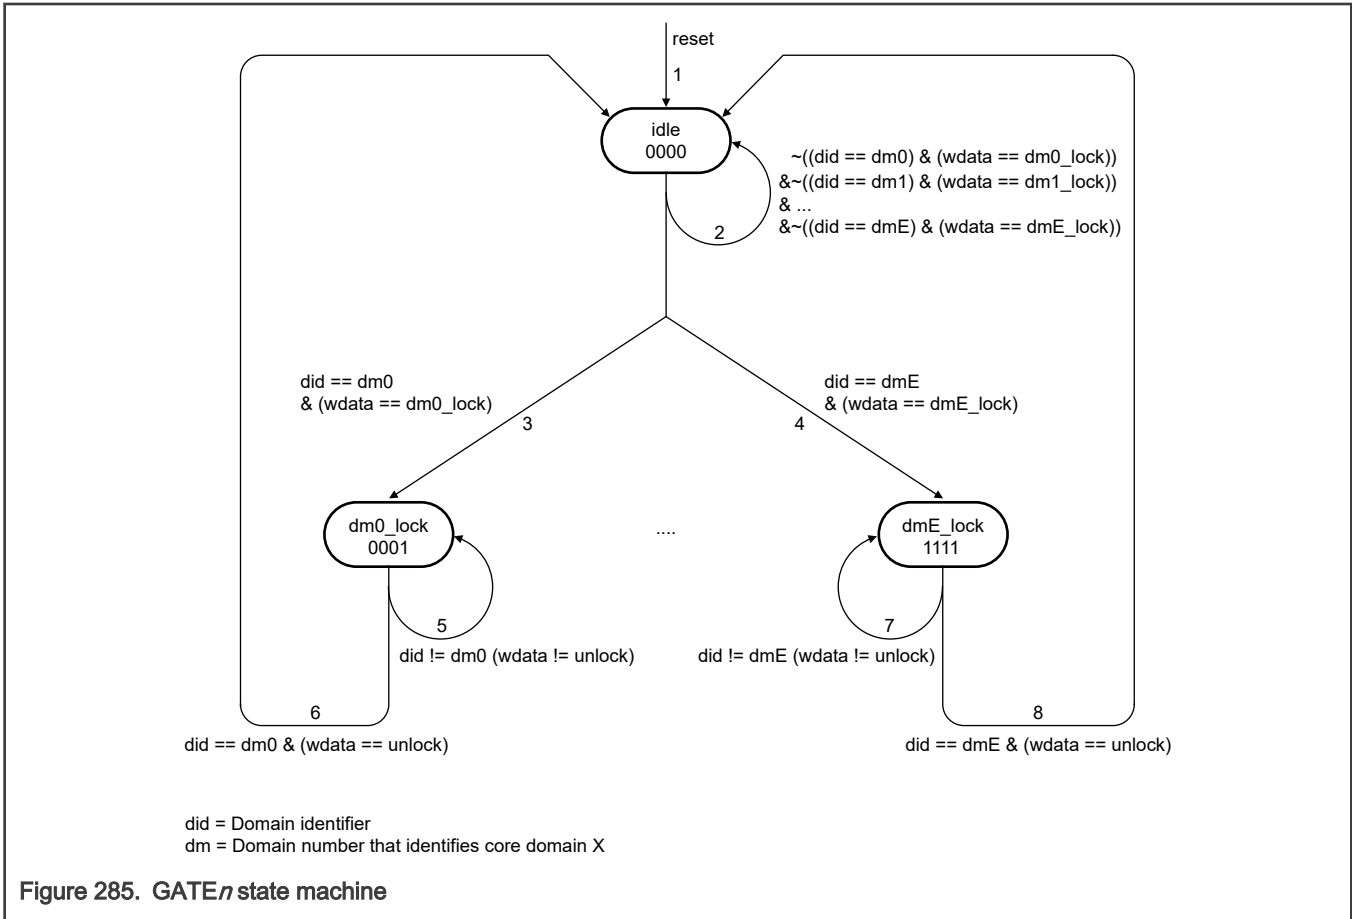 reset
1
idle
0000
~((did == dm0) & (wdata == dm0_lock))
&~((did == dm1) & (wdata == dm1_lock))
& ...
&~((did == dmE) & (wdata == dmE_lock))
2
did == dm0
& (wdata == dm0_lock)
3
did == dmE
& (wdata == dmE_lock)
4
dm0_lock
0001
....
dmE_lock
1111
5
did != dm0 (wdata != unlock)
7
did != dmE (wdata != unlock)
6
did == dm0 & (wdata == unlock)
8
did == dmE & (wdata == unlock)
did = Domain identifier
dm = Domain number that identifies core domain X
Figure 285. GATEn state machine